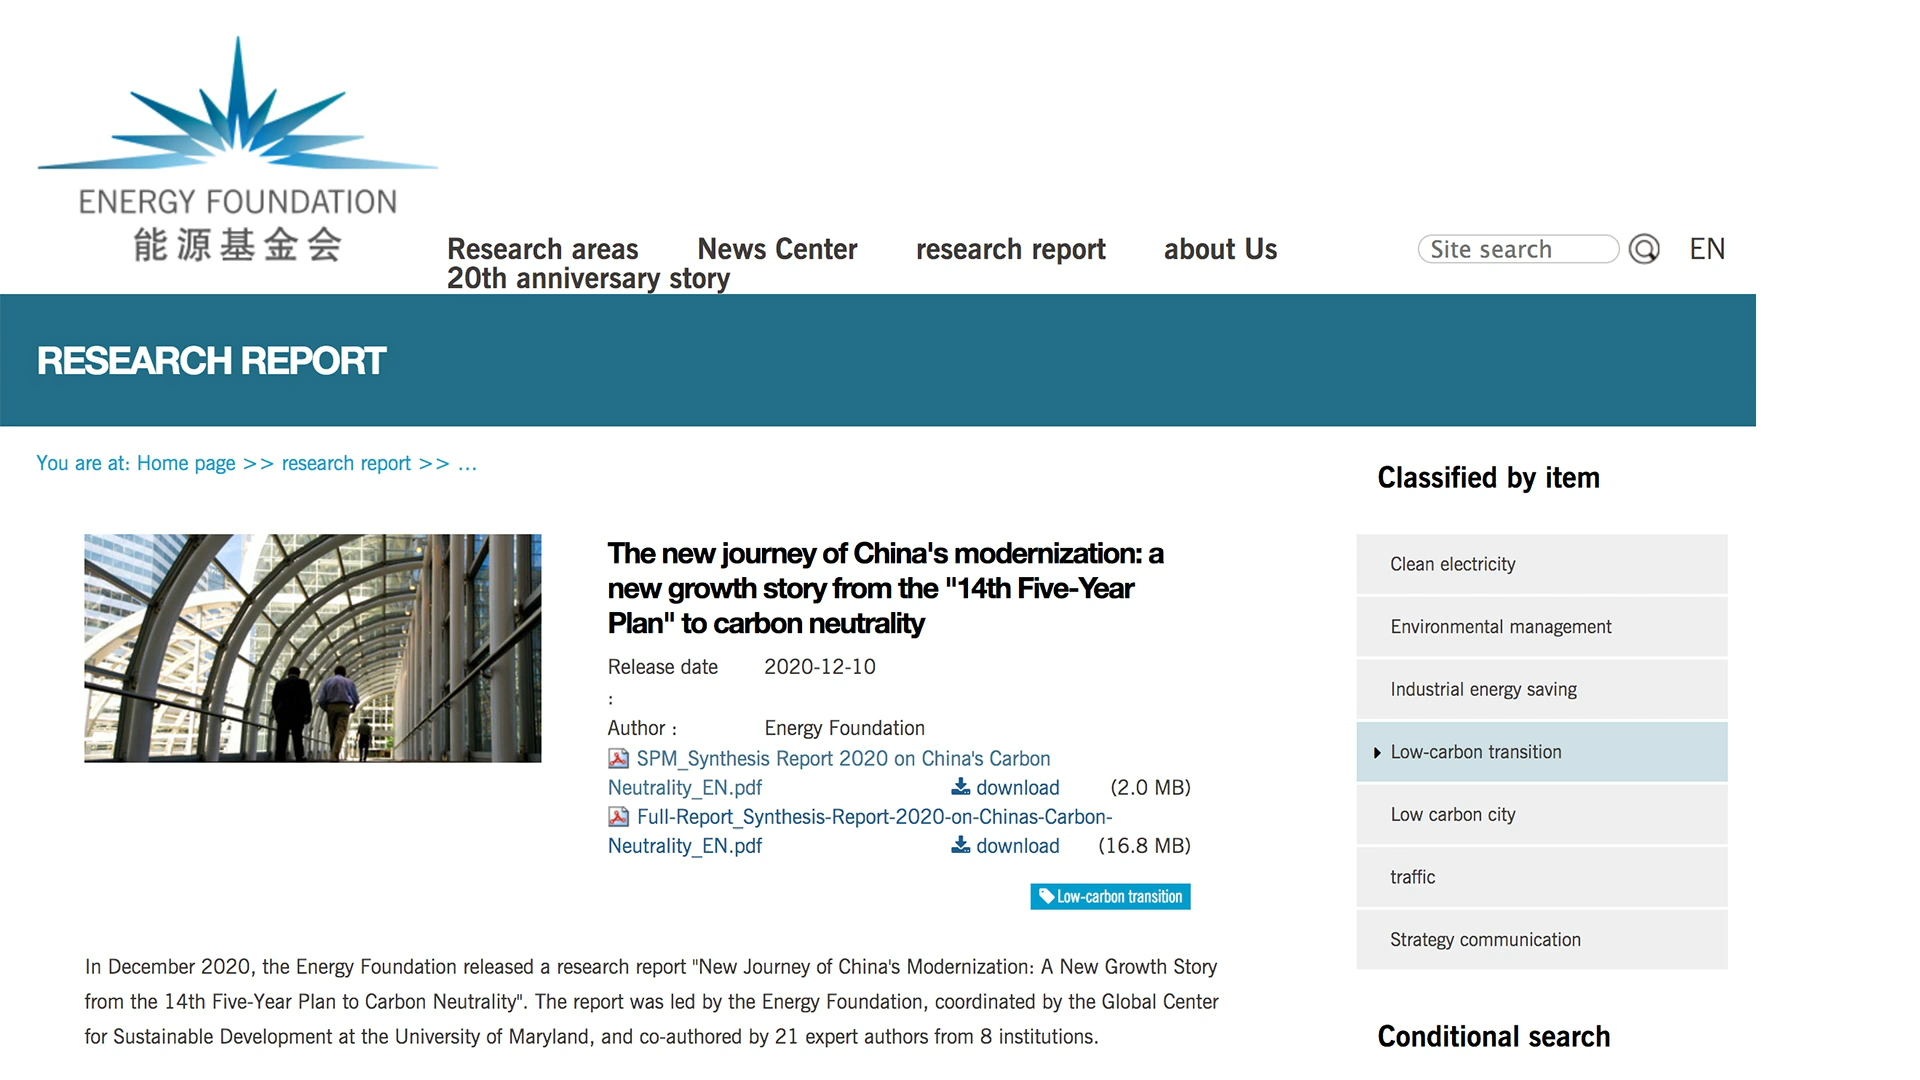 ENERGY FOUNDATION
能源基金会
Research areas News Center research report about Us
20th anniversary story
Site search
EN
RESEARCH REPORT
You are at: Home page >> research report >> ...
The new journey of China's modernization: a
new growth story from the "14th Five-Year
Plan" to carbon neutrality
Release date 2020-12-10
:
Author : Energy Foundation
SPM_Synthesis Report 2020 on China's Carbon
Neutrality_EN.pdf download (2.0 MB)
Full-Report_Synthesis-Report-2020-on-Chinas-Carbon-
Neutrality_EN.pdf download (16.8 MB)
Low-carbon transition
In December 2020, the Energy Foundation released a research report "New Journey of China's Modernization: A New Growth Story
from the 14th Five-Year Plan to Carbon Neutrality". The report was led by the Energy Foundation, coordinated by the Global Center
for Sustainable Development at the University of Maryland, and co-authored by 21 expert authors from 8 institutions.
Classified by item
Clean electricity
Environmental management
Industrial energy saving
Low-carbon transition
Low carbon city
traffic
Strategy communication
Conditional search